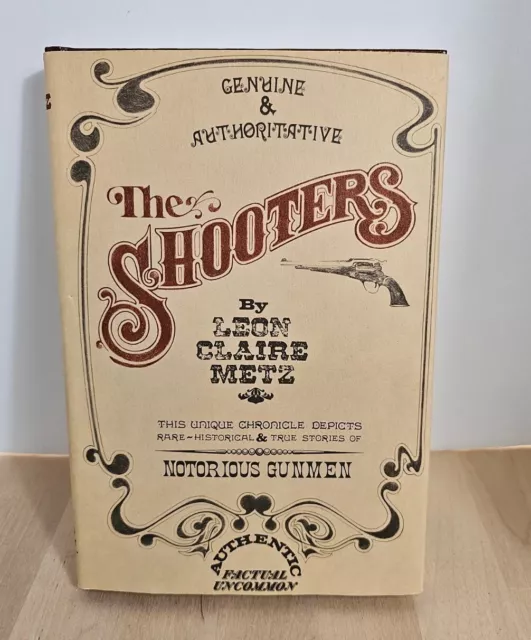 GENUINE
&
AUTHORITATIVE
The
SHOOTERS
By
LEON
CLAIRE
METZ
THIS UNIQUE CHRONICLE DEPICTS
RARE-HISTORICAL & TRUE STORIES OF
NOTORIOUS GUNMEN
AUTHENTIC
FACTUAL
UNCOMMON